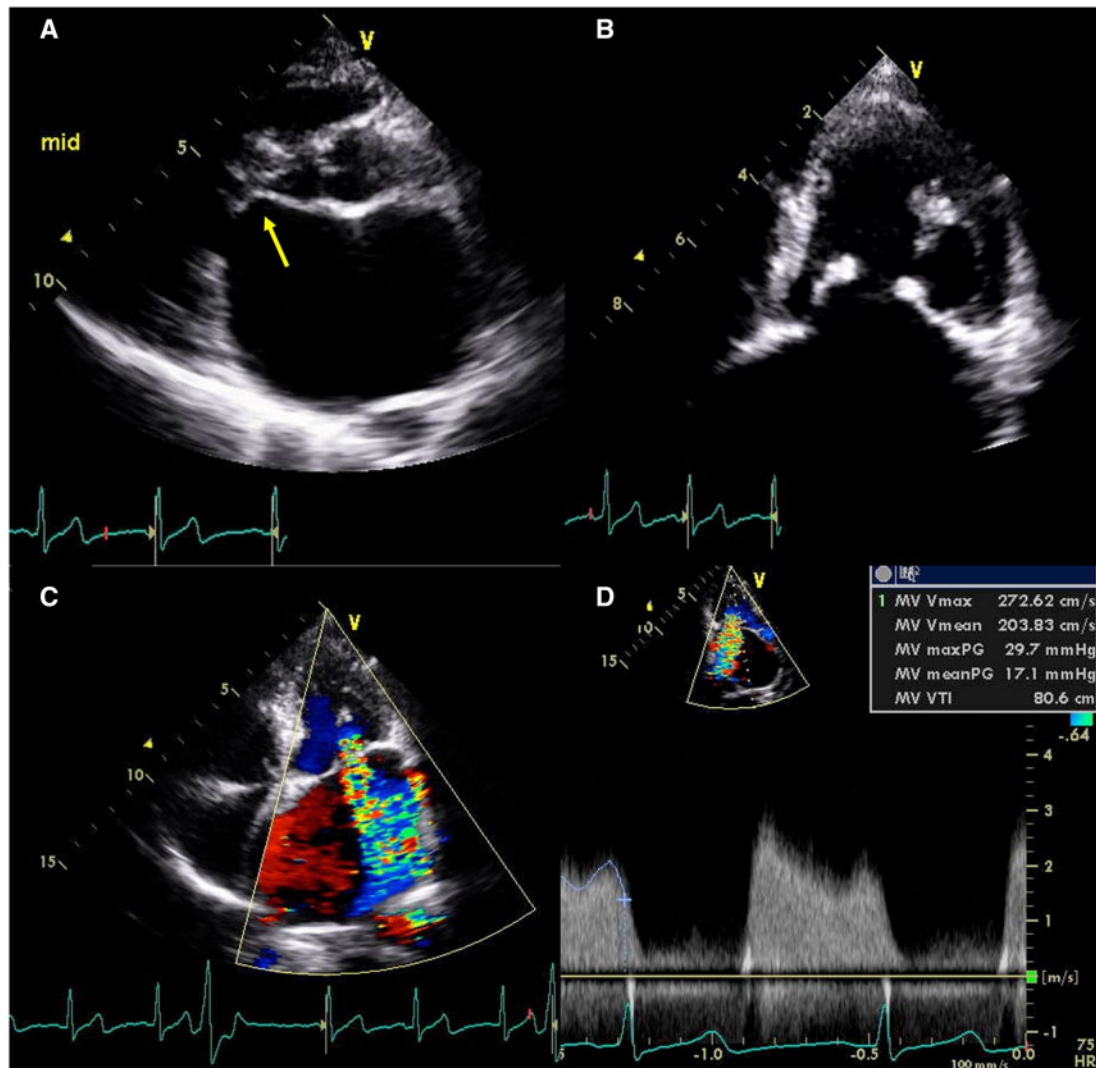 A
V
mid
5
10
B
V
2
4
6
8
C
V
5
10
15
D
V
5
10
15
1 MV Vmax 272.62 cm/s
MV Vmean 203.83 cm/s
MV maxPG 29.7 mmHg
MV meanPG 17.1 mmHg
MV VTI 80.6 cm
-.64
4
3
2
1
[m/s]
-1
-1.0
-0.5
0.0
100 mm/s
75
HR